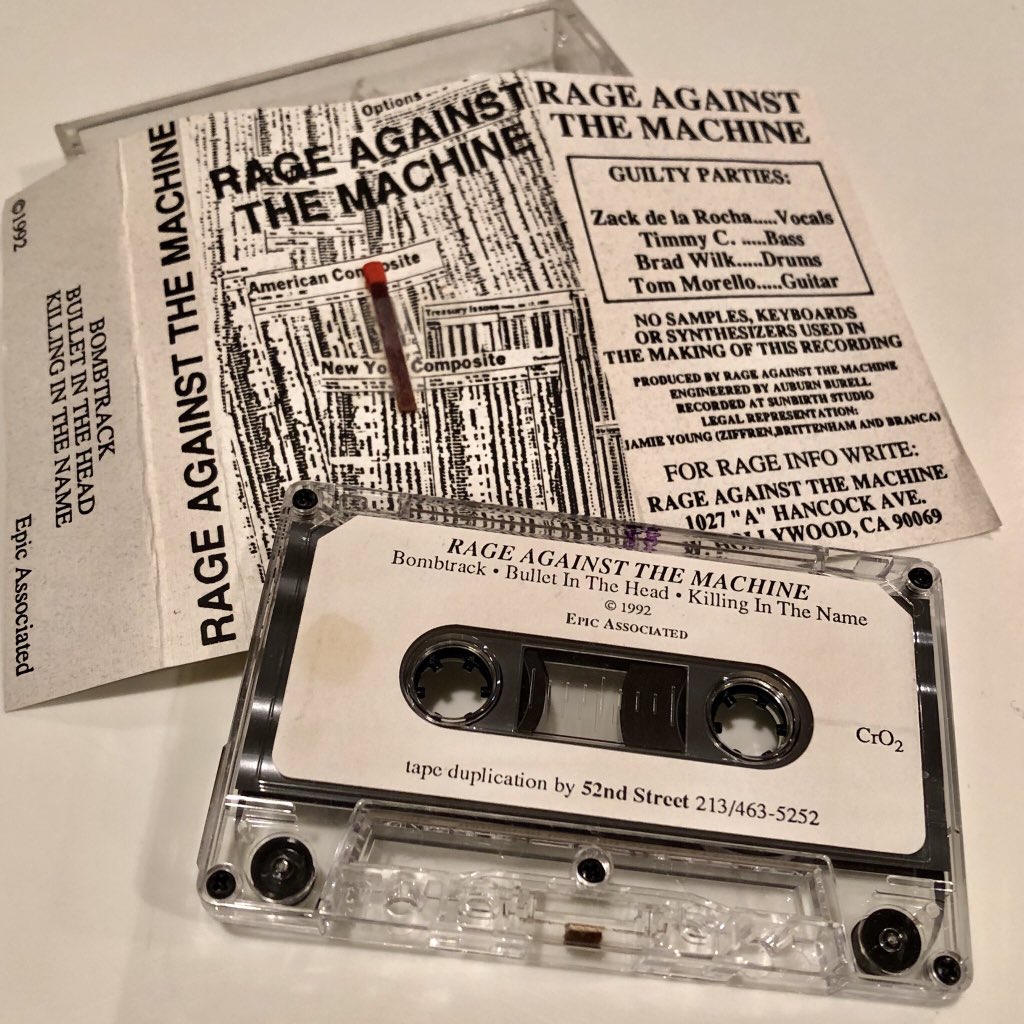 ©1992
BOMBTRACK
BULLET IN THE HEAD
KILLING IN THE NAME
Epic Associated
RAGE AGAINST THE MACHINE
Options
RAGE AGAINST
THE MACHINE
American Composite
Treasury Issues
New York Composite
RAGE AGAINST
THE MACHINE
GUILTY PARTIES:
Zack de la Rocha.....Vocals
Timmy C. .....Bass
Brad Wilk.....Drums
Tom Morello.....Guitar
NO SAMPLES, KEYBOARDS
OR SYNTHESIZERS USED IN
THE MAKING OF THIS RECORDING
PRODUCED BY RAGE AGAINST THE MACHINE
ENGINEERED BY AUBURN BURELL
RECORDED AT SUNBIRTH STUDIO
LEGAL REPRESENTATION:
JAMIE YOUNG (ZIFFREN,BRITTENHAM AND BRANCA)
FOR RAGE INFO WRITE:
RAGE AGAINST THE MACHINE
1027 "A" HANCOCK AVE.
W. HOLLYWOOD, CA 90069
RAGE AGAINST THE MACHINE
Bombtrack • Bullet In The Head • Killing In The Name
© 1992
EPIC ASSOCIATED
CrO2
tape duplication by 52nd Street 213/463-5252